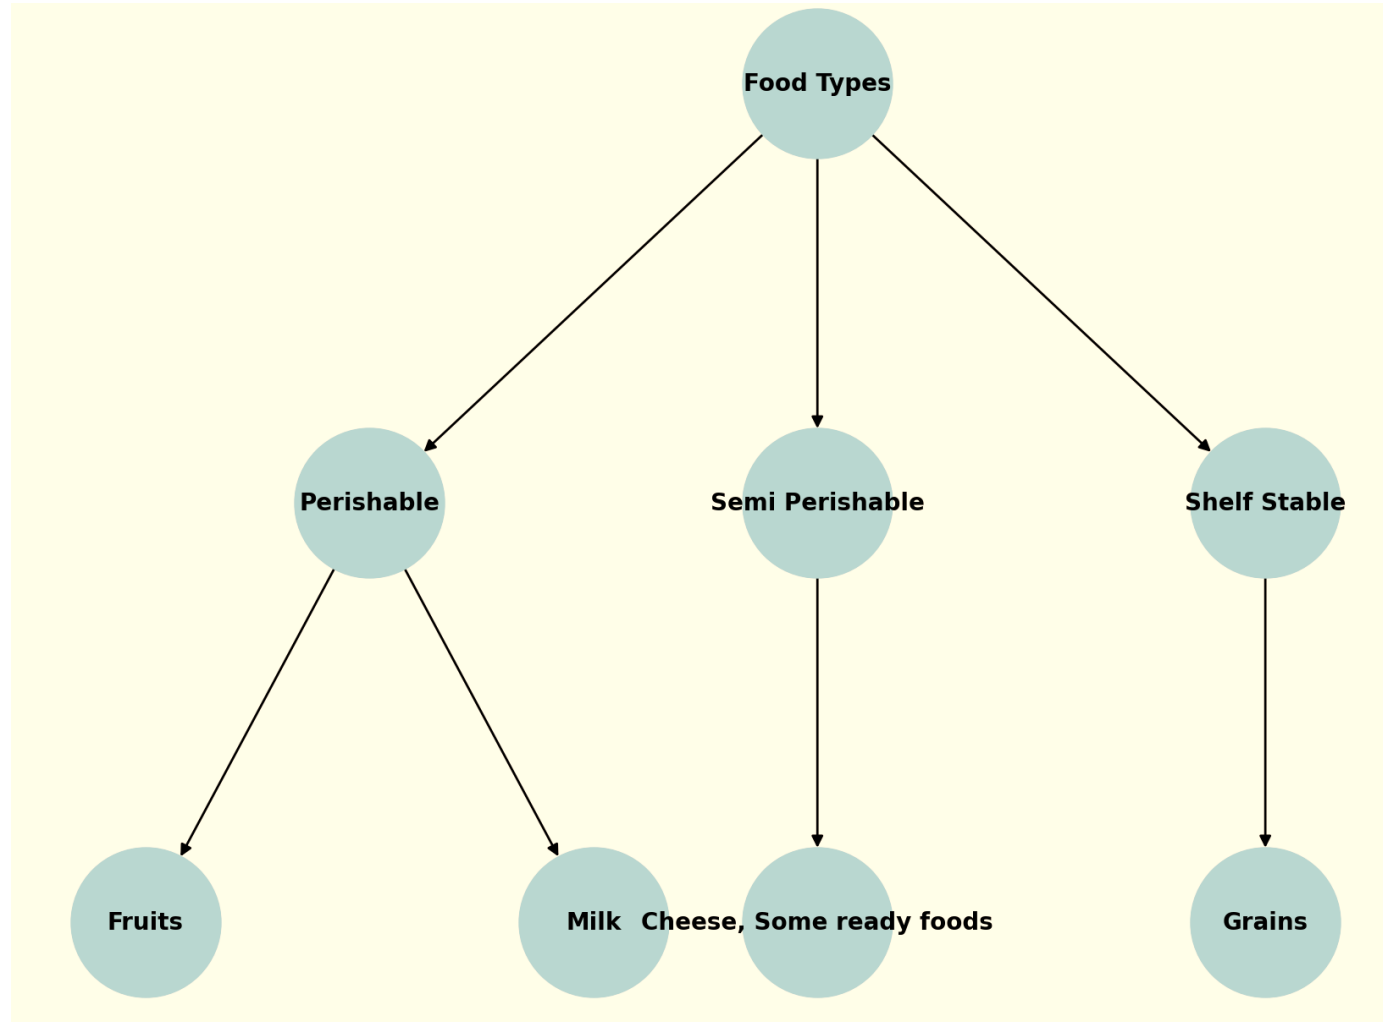 Food Types
Perishable
Semi Perishable
Shelf Stable
Fruits
Milk
Cheese, Some ready foods
Grains